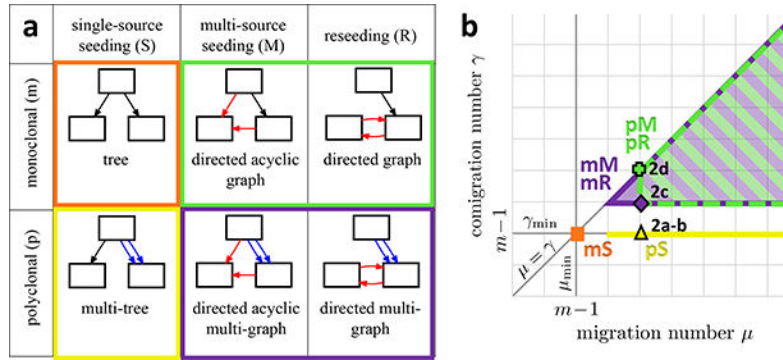 a
single-source
seeding (S)
multi-source
seeding (M)
reseeding (R)
monoclonal (m)
tree
directed acyclic
graph
directed graph
polyclonal (p)
multi-tree
directed acyclic
multi-graph
directed multi-
graph
b
comigration number γ
pM
pR
mM
mR
2d
2c
2a-b
γmin
m−1
μ = γ
μmin
mS
pS
m−1
migration number μ